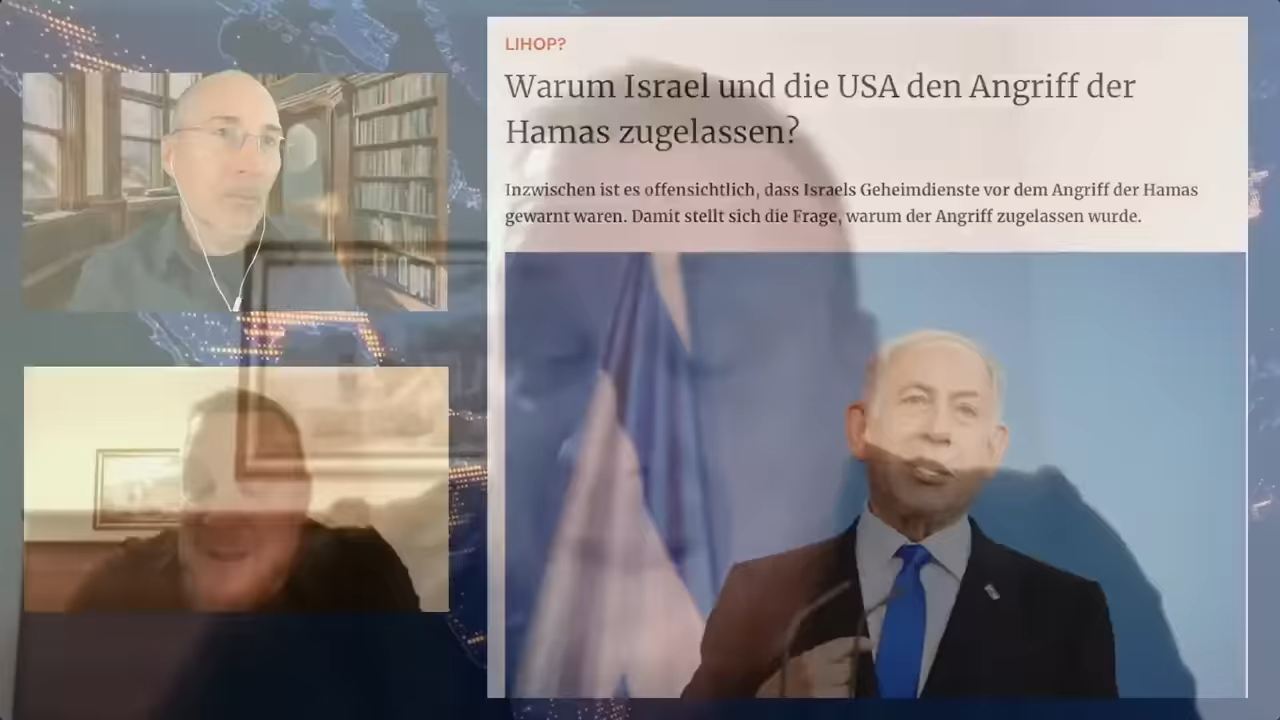 LIHOP?
Warum Israel und die USA den Angriff der
Hamas zugelassen?
Inzwischen ist es offensichtlich, dass Israels Geheimdienste vor dem Angriff der Hamas
gewarnt waren. Damit stellt sich die Frage, warum der Angriff zugelassen wurde.